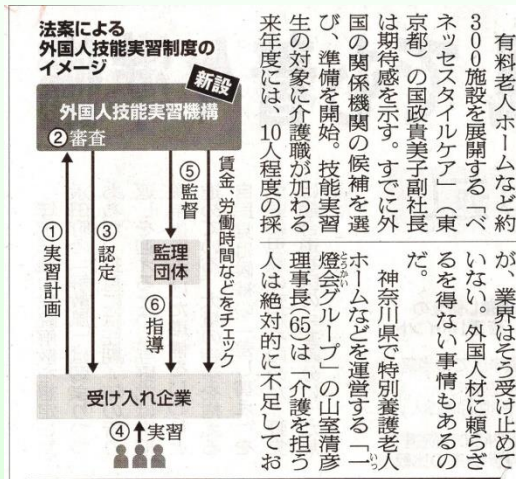 有料老人ホームなど約
300施設を展開する「ベ
ネッセスタイルケア」（東
京都）の国政貴美子副社長
は期待感を示す。すでに外
国の関係機関の候補を選
び、準備を開始。技能実習
生の対象に介護職が加わる
来年度には、10人程度の採
が、業界はそう受け止めて
いない。外国人材に頼らざ
るを得ない事情もあるの
だ。
神奈川県で特別養護老人
ホームなどを運営する「一
燈会グループ」の山室清彦
いっ
とうかい
理事長(65)は「介護を担う
人は絶対的に不足してお
法案による
外国人技能実習制度の
イメージ
新設
外国人技能実習機構
②審査
①実習計画
③認定
⑤監督
監理
団体
⑥指導
賃金、労働時間などをチェック
受け入れ企業
④実習